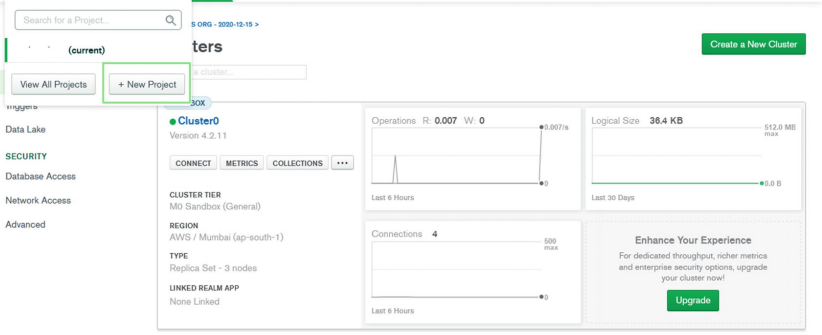 Search for a Project...
(current)
View All Projects
+ New Project
S ORG - 2020-12-15 >
ters
Create a New Cluster
a cluster...
Triggers
Data Lake
SECURITY
Database Access
Network Access
Advanced
BOX
Cluster0
Version 4.2.11
CONNECT METRICS COLLECTIONS ...
CLUSTER TIER
M0 Sandbox (General)
REGION
AWS / Mumbai (ap-south-1)
TYPE
Replica Set - 3 nodes
LINKED REALM APP
None Linked
Operations R: 0.007 W: 0
0.007/s
0
Last 6 Hours
Logical Size 36.4 KB
512.0 MB
max
0.0 B
Last 30 Days
Connections 4
500
max
0
Last 6 Hours
Enhance Your Experience
For dedicated throughput, richer metrics
and enterprise security options, upgrade
your cluster now!
Upgrade